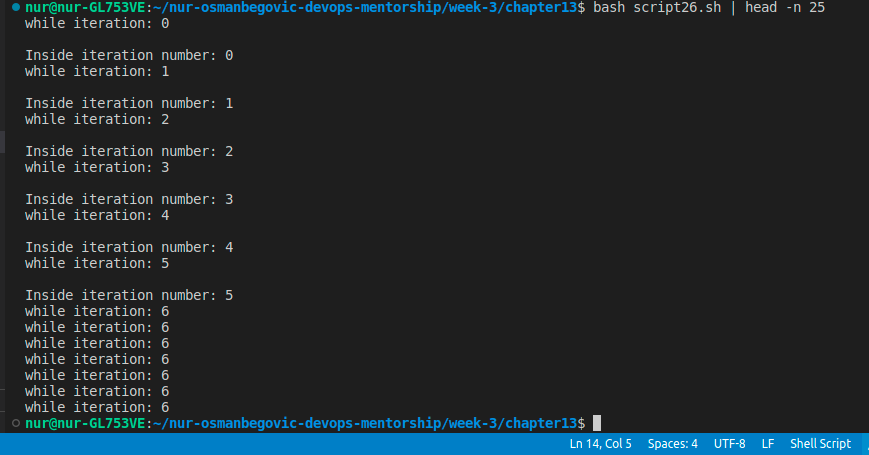 nur@nur-GL753VE:~/nur-osmanbegovic-devops-mentorship/week-3/chapter13$ bash script26.sh | head -n 25
while iteration: 0
Inside iteration number: 0
while iteration: 1
Inside iteration number: 1
while iteration: 2
Inside iteration number: 2
while iteration: 3
Inside iteration number: 3
while iteration: 4
Inside iteration number: 4
while iteration: 5
Inside iteration number: 5
while iteration: 6
while iteration: 6
while iteration: 6
while iteration: 6
while iteration: 6
while iteration: 6
while iteration: 6
nur@nur-GL753VE:~/nur-osmanbegovic-devops-mentorship/week-3/chapter13$
Ln 14, Col 5 Spaces: 4 UTF-8 LF Shell Script